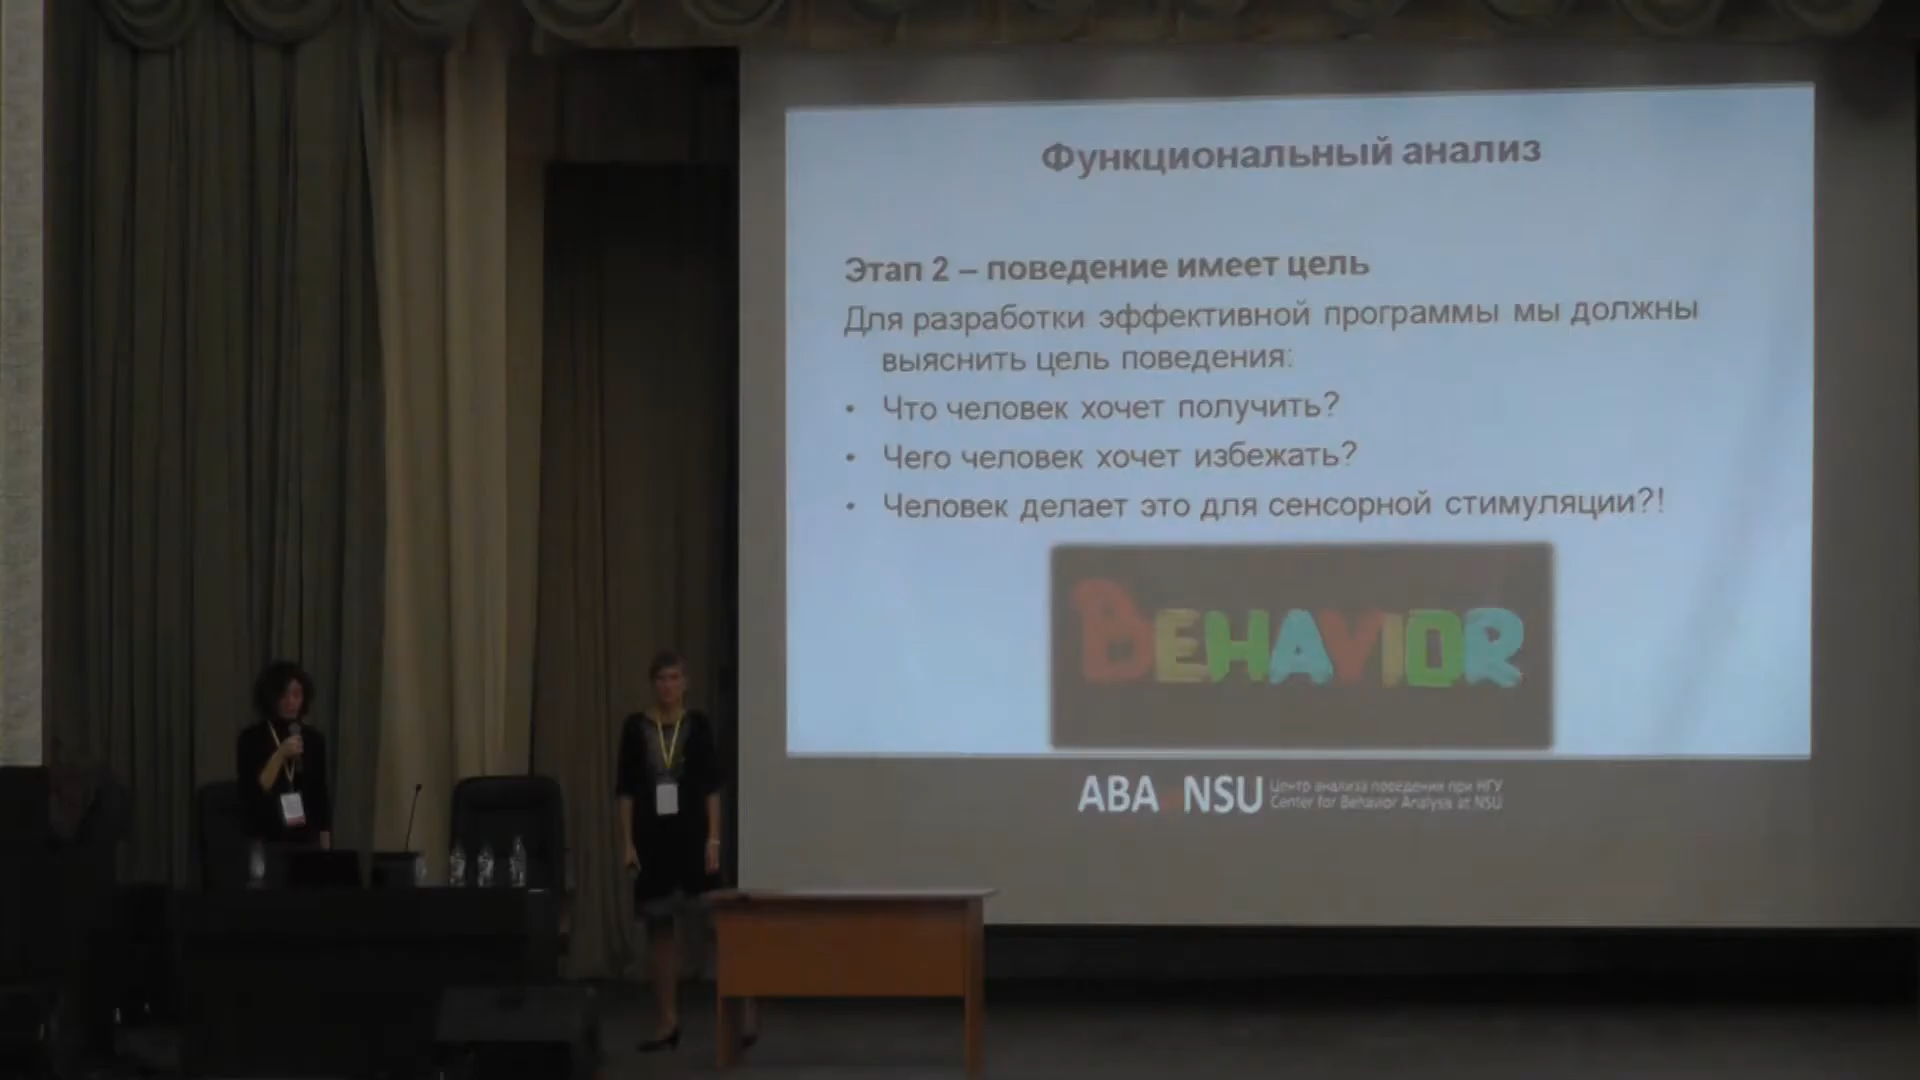 Функциональный анализ
Этап 2 – поведение имеет цель
Для разработки эффективной программы мы должны
выяснить цель поведения:
• Что человек хочет получить?
• Чего человек хочет избежать?
• Человек делает это для сенсорной стимуляции?!
BEHAVIOR
ABA NSU
Центр анализа поведения при НГУ
Center for Behavior Analysis at NSU